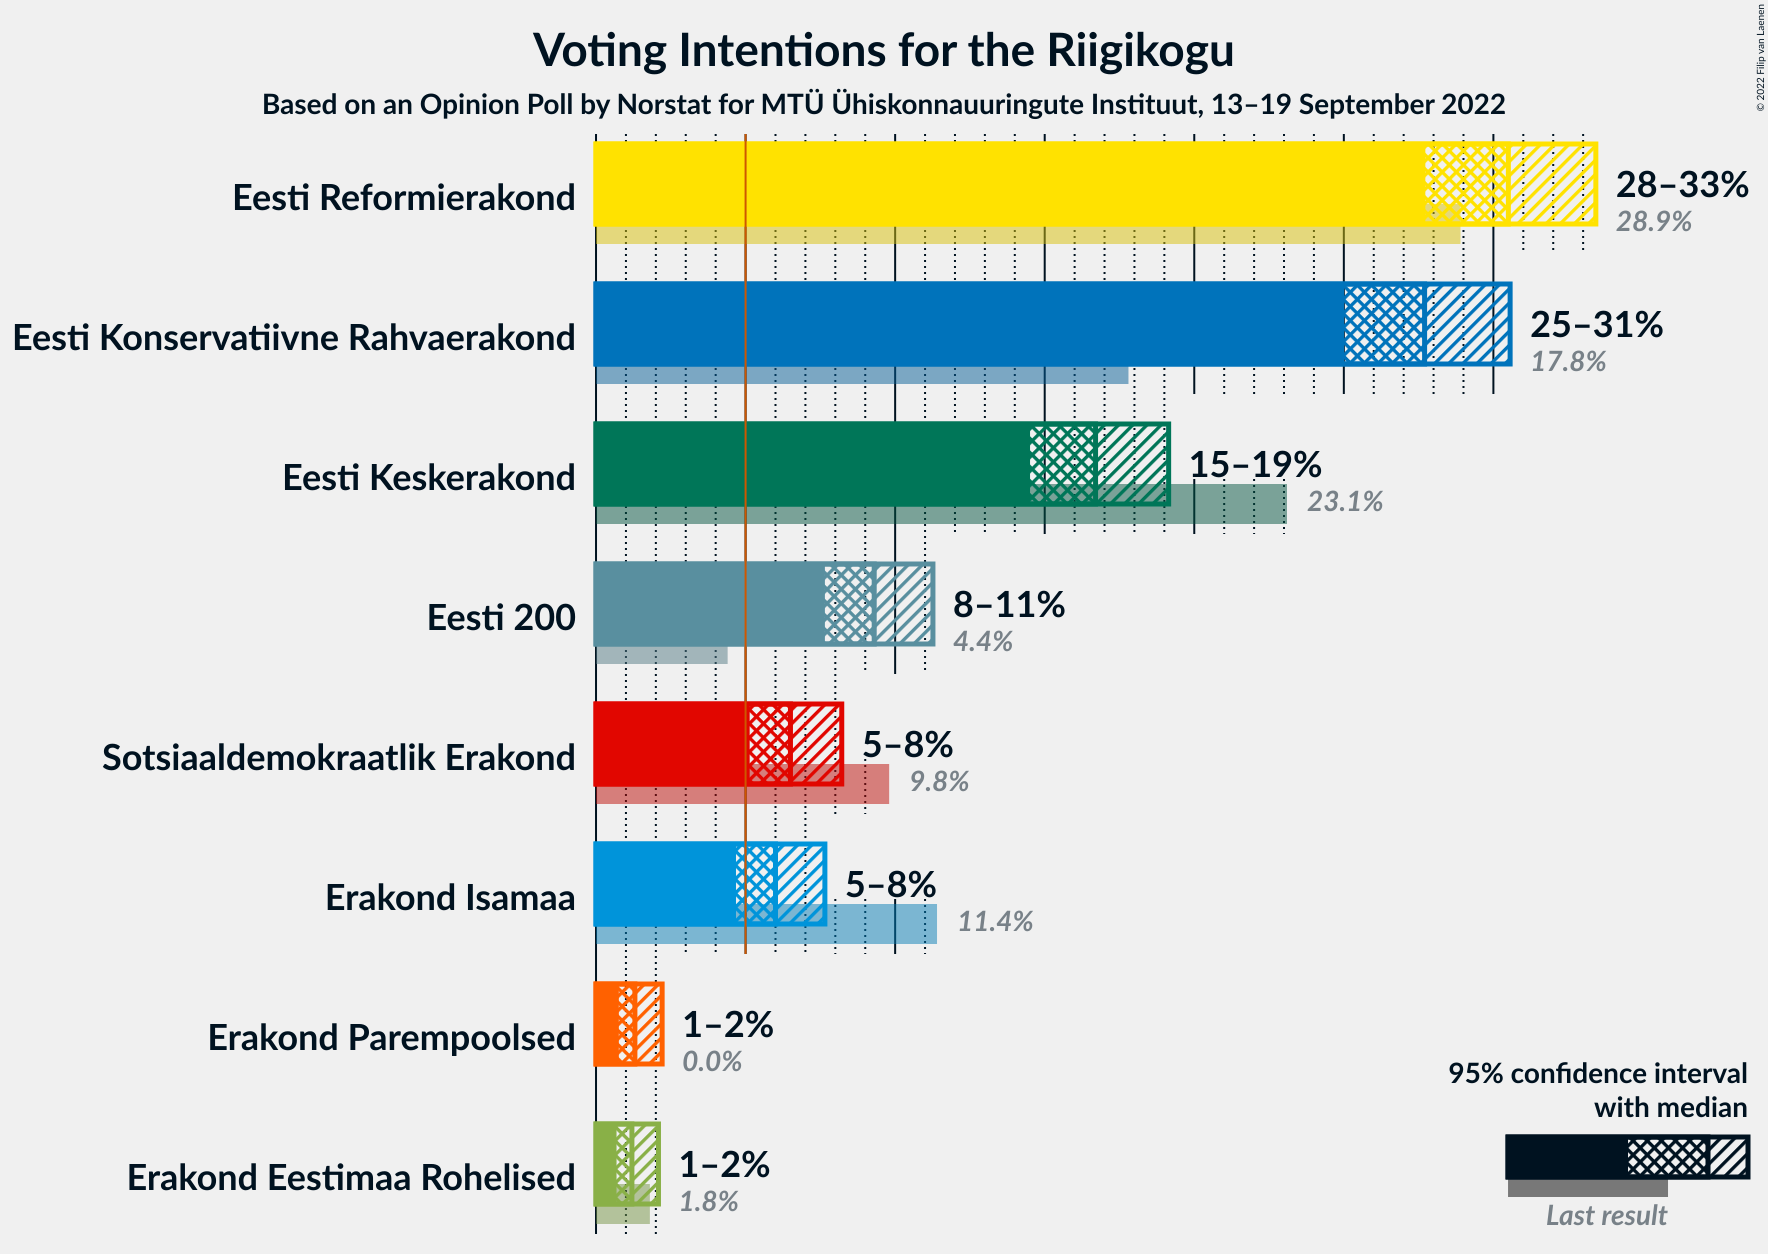 Voting Intentions for the Riigikogu
Based on an Opinion Poll by Norstat for MTÜ Ühiskonnauuringute Instituut, 13–19 September 2022
© 2022 Filip van Laenen
Eesti Reformierakond
28–33%
28.9%
Eesti Konservatiivne Rahvaerakond
25–31%
17.8%
Eesti Keskerakond
15–19%
23.1%
Eesti 200
8–11%
4.4%
Sotsiaaldemokraatlik Erakond
5–8%
9.8%
Erakond Isamaa
5–8%
11.4%
Erakond Parempoolsed
1–2%
0.0%
Erakond Eestimaa Rohelised
1–2%
1.8%
95% confidence interval
with median
Last result